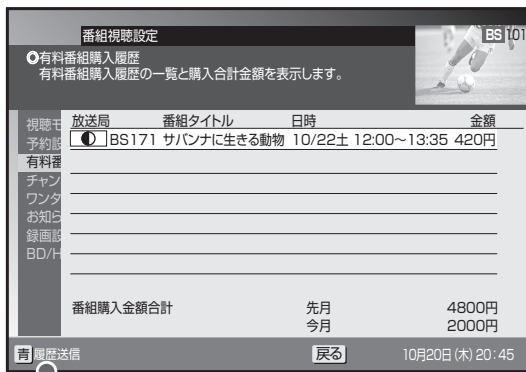 番組視聴設定
BS 101
有料番組購入履歴
有料番組購入履歴の一覧と購入合計金額を表示します。
視聴モ
予約設
有料番
チャン
ワンタ
お知ら
録画設
BD/H
放送局 番組タイトル 日時 金額
BS171 サバンナに生きる動物 10/22土 12:00〜13:35 420円
番組購入金額合計 先月 4800円
今月 2000円
青 履歴送信 戻る 10月20日(木)20:45